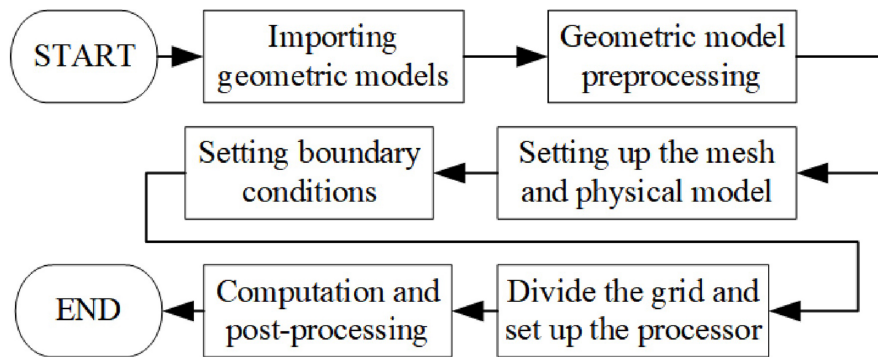 START
Importing
geometric models
Geometric model
preprocessing
Setting up the mesh
and physical model
Setting boundary
conditions
Divide the grid and
set up the processor
Computation and
post-processing
END